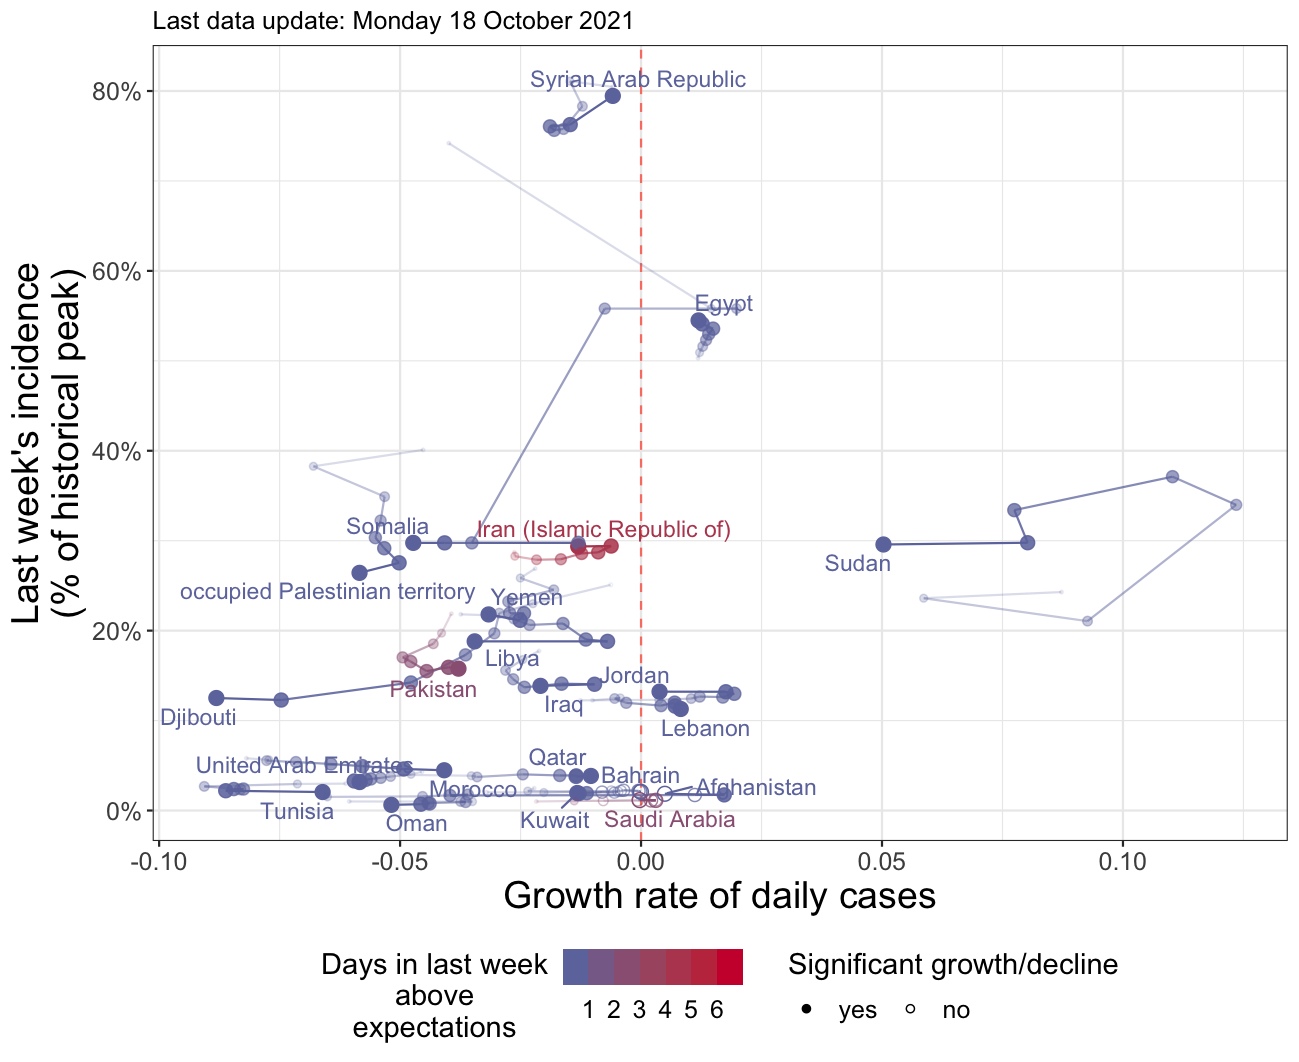 Last data update: Monday 18 October 2021
Last week's incidence
(% of historical peak)
80%
60%
40%
20%
0%
Syrian Arab Republic
Egypt
Somalia
Iran (Islamic Republic of)
Sudan
occupied Palestinian territory
Yemen
Libya
Pakistan
Jordan
Iraq
Djibouti
Lebanon
United Arab Emirates
Qatar
Bahrain
Morocco
Afghanistan
Tunisia
Oman
Kuwait
Saudi Arabia
-0.10
-0.05
0.00
0.05
0.10
Growth rate of daily cases
Days in last week
above
expectations
1 2 3 4 5 6
Significant growth/decline
yes
no